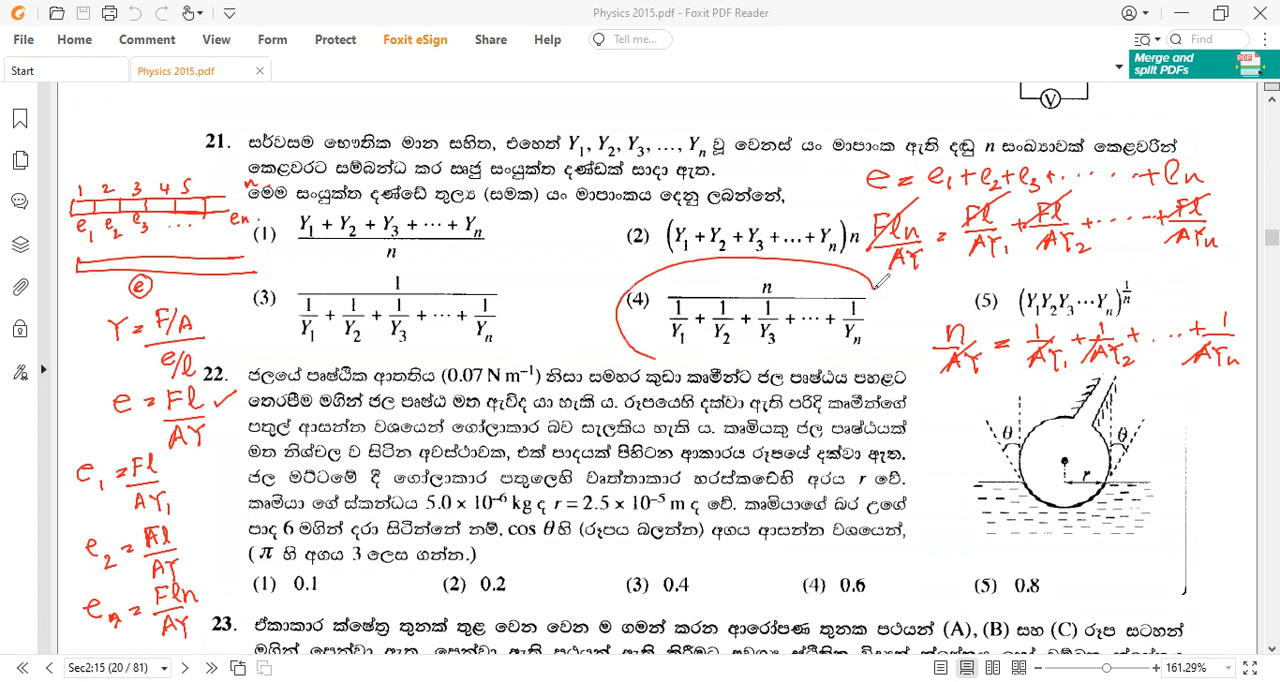 Physics 2015.pdf - Foxit PDF Reader
File Home Comment View Form Protect Foxit eSign Share Help Tell me... Find
Start Physics 2015.pdf
Merge and split PDFs
V
21. සර්වසම භෞතික මාන සහිත, එහෙත් Y₁, Y₂, Y₃, ..., Yₙ වූ වෙනස් යං මාපාංක ඇති දඬු n සංඛ්‍යාවක් කෙළවරින්
කෙළවරට සම්බන්ධ කර සෘජු සංයුක්ත දණ්ඩක් සාදා ඇත.
මෙම සංයුක්ත දණ්ඩේ තුල්‍ය (සමක) යං මාපාංකය දෙනු ලබන්නේ,
1 2 3 4 5 n
e₁ e₂ e₃ ... eₙ
e
e = e₁ + e₂ + e₃ + ...... + eₙ
Fln/AY = Fl/AY₁ + Fl/AY₂ + ..... + Fl/AYₙ
(1) (Y₁ + Y₂ + Y₃ + ··· + Yₙ)/n
(2) (Y₁ + Y₂ + Y₃ + ... + Yₙ) n
(3) 1/(1/Y₁ + 1/Y₂ + 1/Y₃ + ··· + 1/Yₙ)
(4) n/(1/Y₁ + 1/Y₂ + 1/Y₃ + ··· + 1/Yₙ)
(5) (Y₁Y₂Y₃ ... Yₙ)^(1/n)
n/AY = 1/AY₁ + 1/AY₂ + ... + 1/AYₙ
Y = (F/A)/(e/l)
e = Fl/AY ✓
e₁ = Fl/AY₁
e₂ = Fl/AY
eₙ = Fln/AY
22. ජලයේ පෘෂ්ඨික ආතතිය (0.07 N m⁻¹) නිසා සමහර කුඩා කෘමීන්ට ජල පෘෂ්ඨය පහළට
තෙරපීම මගින් ජල පෘෂ්ඨ මත ඇවිද යා හැකි ය. රූපයෙහි දක්වා ඇති පරිදි කෘමීන්ගේ
පතුල් ආසන්න වශයෙන් ගෝලාකාර බව සැලකිය හැකි ය. කෘමියකු ජල පෘෂ්ඨයක්
මත නිශ්චල ව සිටින අවස්ථාවක, එක් පාදයක් පිහිටන ආකාරය රූපයේ දක්වා ඇත.
ජල මට්ටමේ දී ගෝලාකාර පතුලෙහි වෘත්තාකාර හරස්කඩෙහි අරය r වේ.
කෘමියා ගේ ස්කන්ධය 5.0 × 10⁻⁶ kg ද r = 2.5 × 10⁻⁵ m ද වේ. කෘමියාගේ බර උගේ
පාද 6 මගින් දරා සිටින්නේ නම්, cos θ හි (රූපය බලන්න) අගය ආසන්න වශයෙන්,
(π හි අගය 3 ලෙස ගන්න.)
θ θ
r
(1) 0.1 (2) 0.2 (3) 0.4 (4) 0.6 (5) 0.8
23. ඒකාකාර ක්ෂේත්‍ර තුනක් තුළ වෙන වෙන ම ගමන් කරන ආරෝපණ තුනක පථයන් (A), (B) සහ (C) රූප සටහන්
Sec2:15 (20 / 81) 161.29%